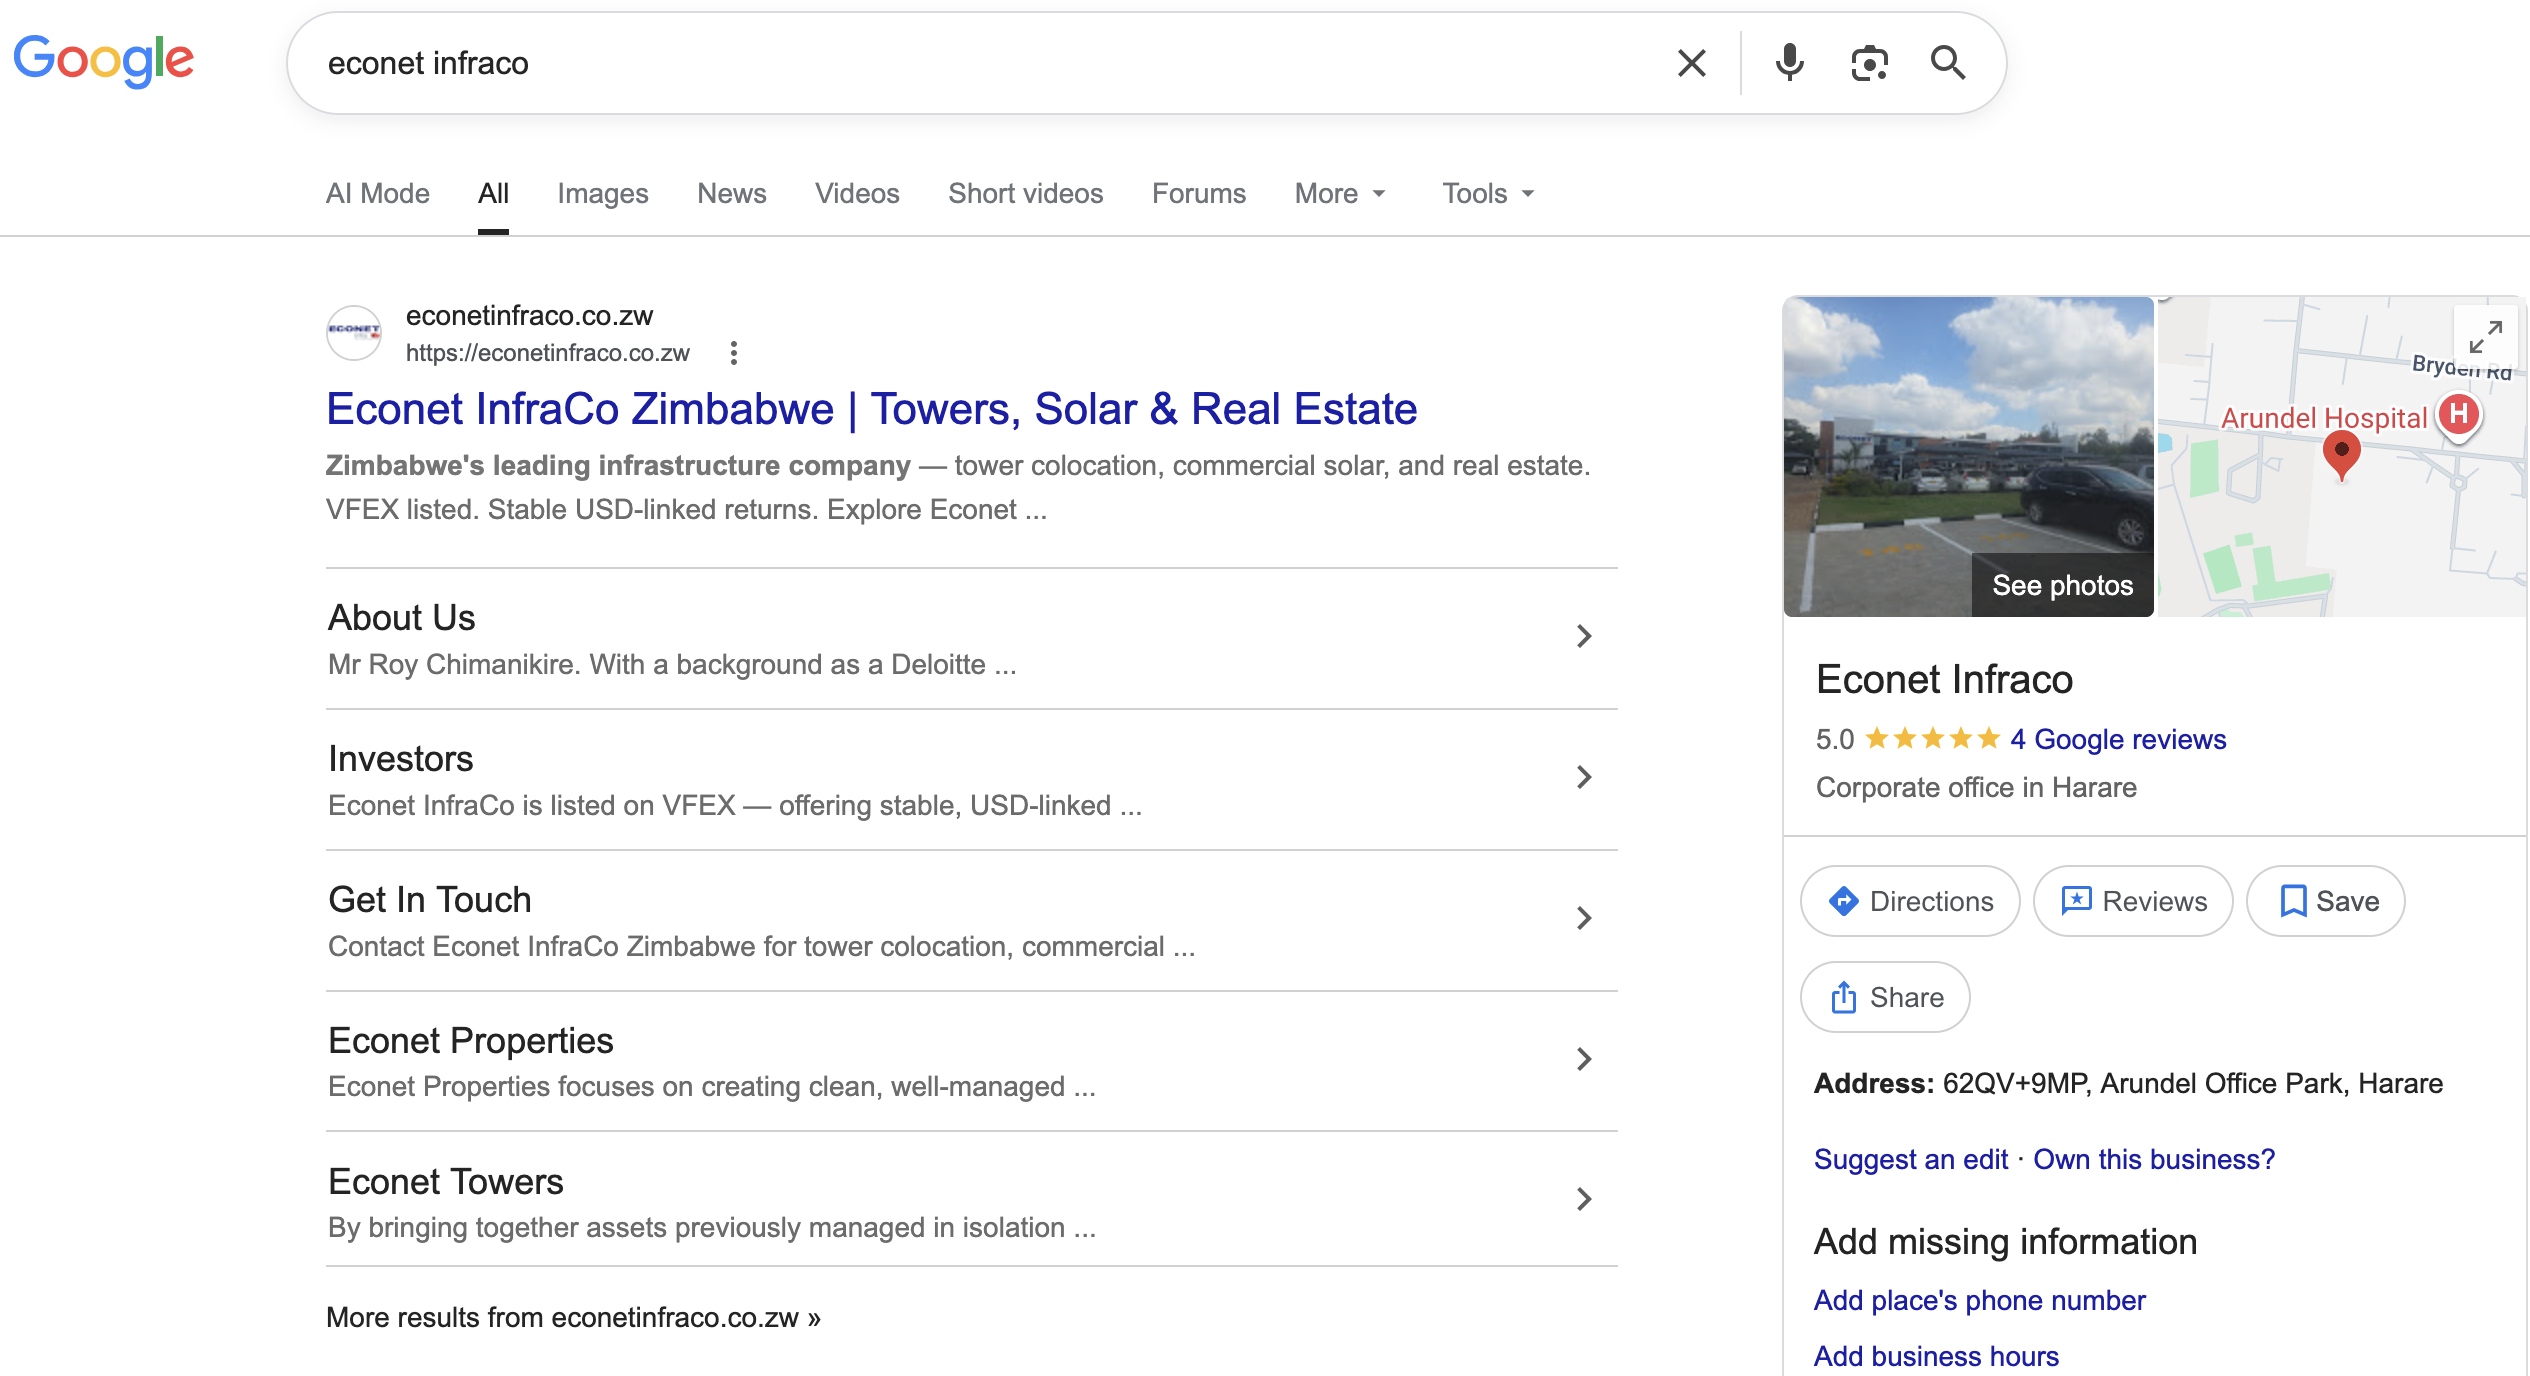 Google
econet infraco
AI Mode All Images News Videos Short videos Forums More Tools
ECONET
econetinfraco.co.zw
https://econetinfraco.co.zw
Econet InfraCo Zimbabwe | Towers, Solar & Real Estate
Zimbabwe's leading infrastructure company — tower colocation, commercial solar, and real estate.
VFEX listed. Stable USD-linked returns. Explore Econet ...
About Us
Mr Roy Chimanikire. With a background as a Deloitte ...
Investors
Econet InfraCo is listed on VFEX — offering stable, USD-linked ...
Get In Touch
Contact Econet InfraCo Zimbabwe for tower colocation, commercial ...
Econet Properties
Econet Properties focuses on creating clean, well-managed ...
Econet Towers
By bringing together assets previously managed in isolation ...
More results from econetinfraco.co.zw »
See photos
Bryden Rd
Arundel Hospital H
Econet Infraco
5.0 4 Google reviews
Corporate office in Harare
Directions Reviews Save
Share
Address: 62QV+9MP, Arundel Office Park, Harare
Suggest an edit · Own this business?
Add missing information
Add place's phone number
Add business hours